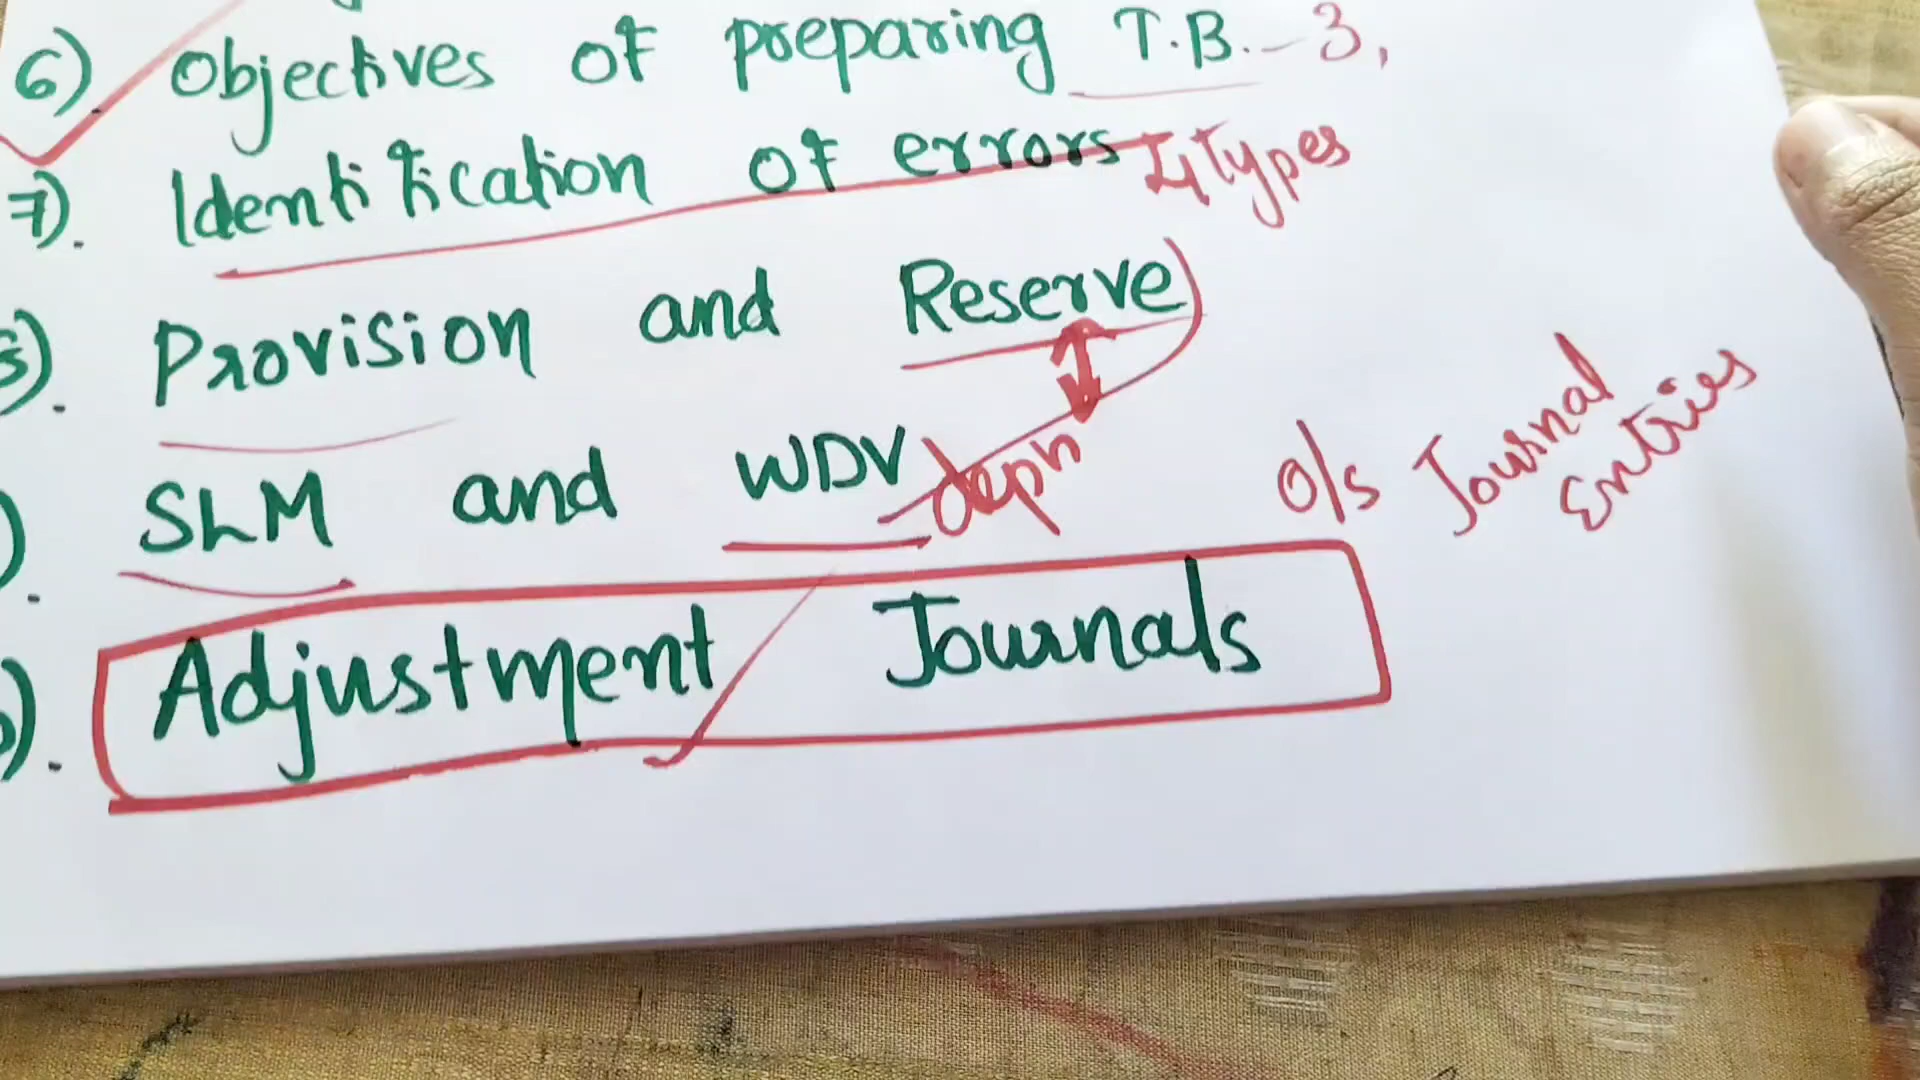 6) Objectives of preparing T.B. - 3,
7). Identification of errors 4 types
). Provision and Reserve
). SLM and WDV depn
O/s Journal Entries
). Adjustment Journals